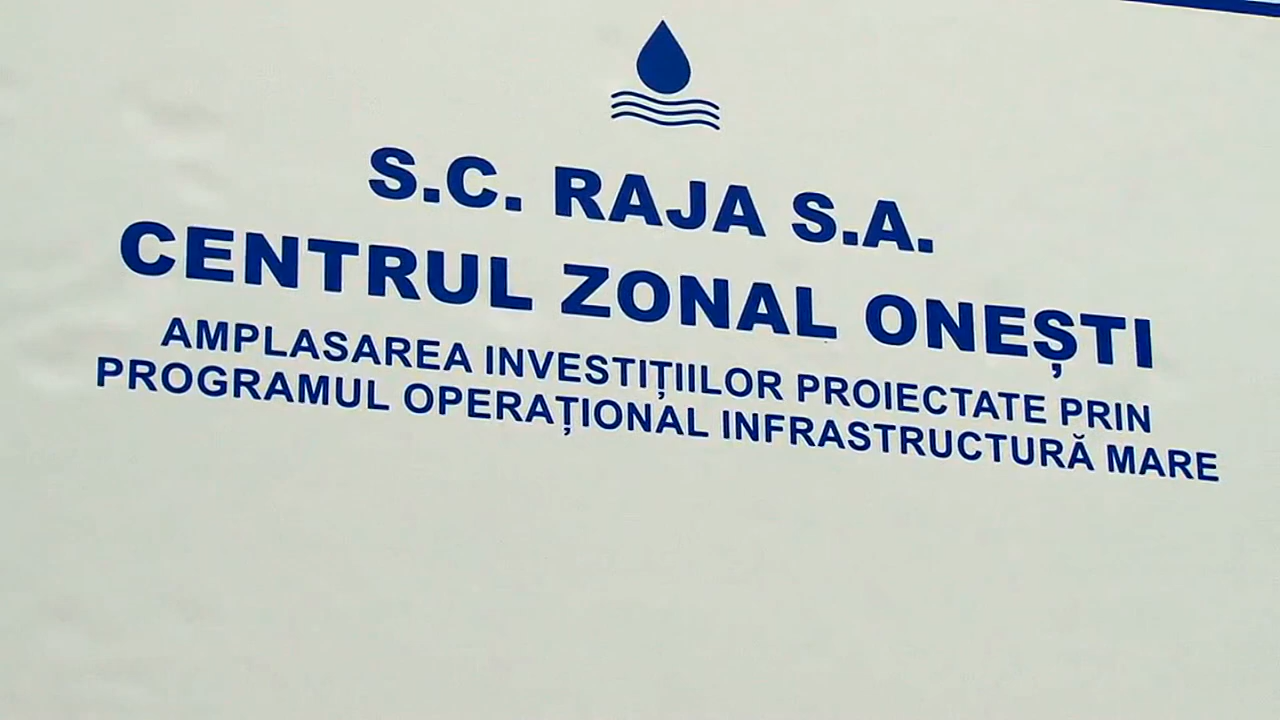 S.C. RAJA S.A.
CENTRUL ZONAL ONEȘTI
AMPLASAREA INVESTIȚIILOR PROIECTATE PRIN
PROGRAMUL OPERAȚIONAL INFRASTRUCTURĂ MARE